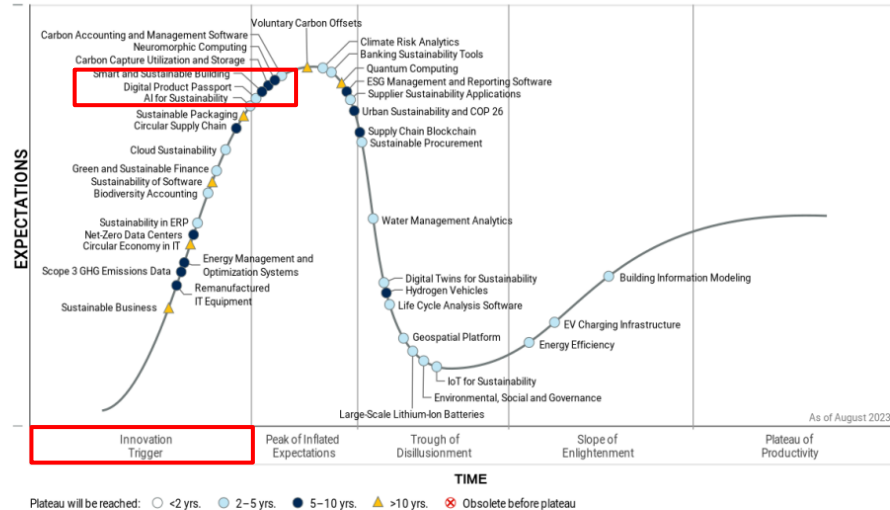 EXPECTATIONS
Voluntary Carbon Offsets
Carbon Accounting and Management Software
Neuromorphic Computing
Carbon Capture Utilization and Storage
Smart and Sustainable Building
Digital Product Passport
AI for Sustainability
Sustainable Packaging
Circular Supply Chain
Cloud Sustainability
Green and Sustainable Finance
Sustainability of Software
Biodiversity Accounting
Sustainability in ERP
Net-Zero Data Centers
Circular Economy in IT
Energy Management and
Optimization Systems
Scope 3 GHG Emissions Data
Remanufactured
IT Equipment
Sustainable Business
Climate Risk Analytics
Banking Sustainability Tools
Quantum Computing
ESG Management and Reporting Software
Supplier Sustainability Applications
Urban Sustainability and COP 26
Supply Chain Blockchain
Sustainable Procurement
Water Management Analytics
Digital Twins for Sustainability
Hydrogen Vehicles
Life Cycle Analysis Software
Geospatial Platform
IoT for Sustainability
Environmental, Social and Governance
Large-Scale Lithium-Ion Batteries
Building Information Modeling
EV Charging Infrastructure
Energy Efficiency
As of August 2023
Innovation
Trigger
Peak of Inflated
Expectations
Trough of
Disillusionment
Slope of
Enlightenment
Plateau of
Productivity
TIME
Plateau will be reached: <2 yrs. 2–5 yrs. 5–10 yrs. >10 yrs. Obsolete before plateau